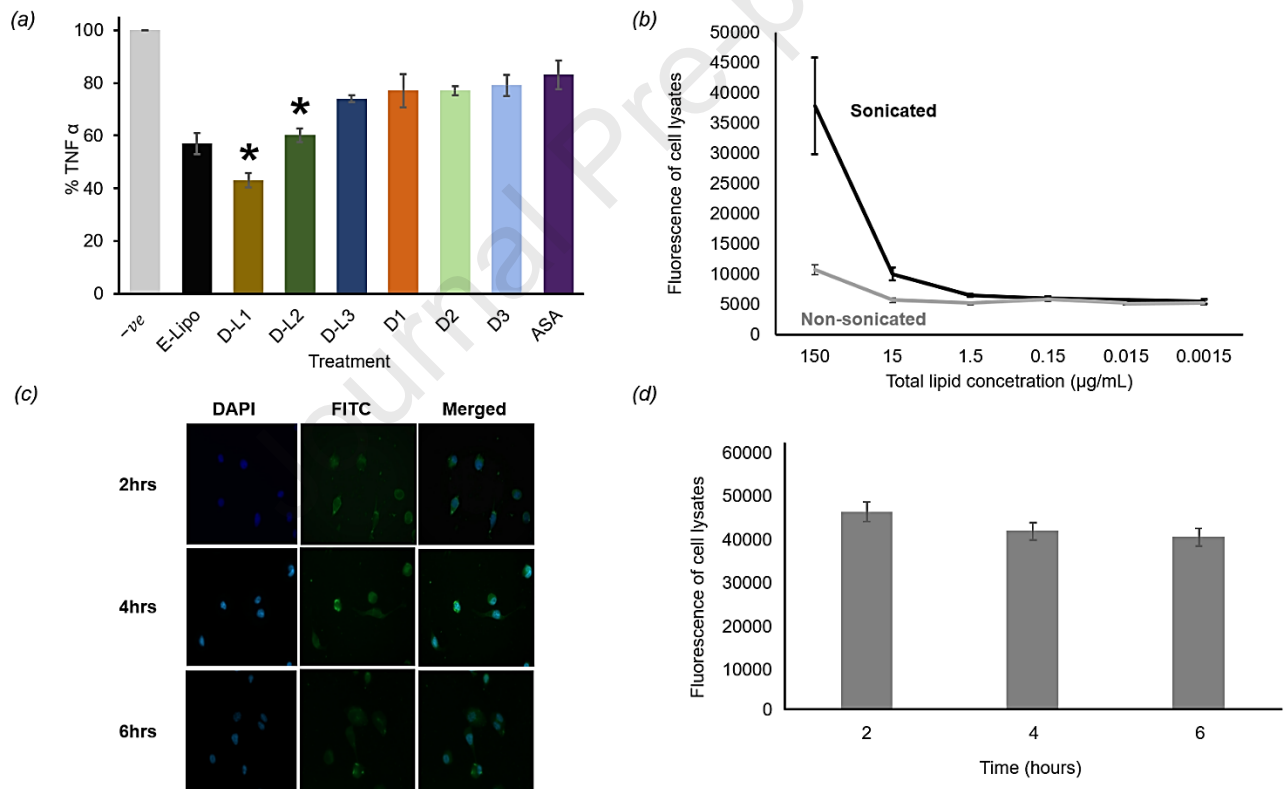 Journal Pre-p
(a)
% TNF α
100
80
60
40
20
0
*
*
–ve
E-Lipo
D-L1
D-L2
D-L3
D1
D2
D3
ASA
Treatment
(b)
Fluorescence of cell lysates
50000
45000
40000
35000
30000
25000
20000
15000
10000
5000
0
Sonicated
Non-sonicated
150 15 1.5 0.15 0.015 0.0015
Total lipid concetration (µg/mL)
(c)
DAPI FITC Merged
2hrs
4hrs
6hrs
(d)
Fluorescence of cell lysates
60000
50000
40000
30000
20000
10000
0
2 4 6
Time (hours)